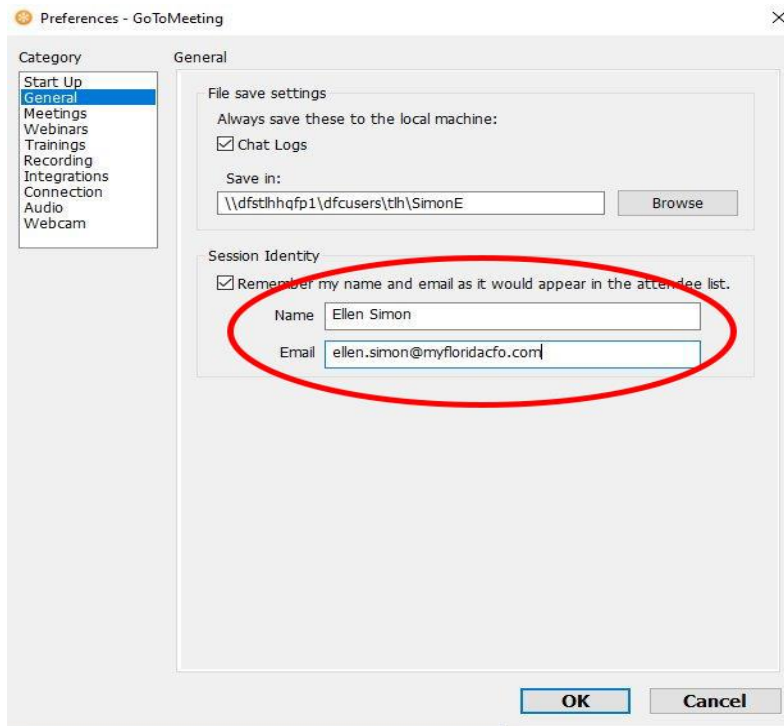 Preferences - GoToMeeting
Category
General
Start Up
General
Meetings
Webinars
Trainings
Recording
Integrations
Connection
Audio
Webcam
File save settings
Always save these to the local machine:
Chat Logs
Save in:
\\dfstlhhqfp1\dfcusers\tlh\SimonE
Browse
Session Identity
Remember my name and email as it would appear in the attendee list.
Name Ellen Simon
Email ellen.simon@myfloridacfo.com
OK Cancel